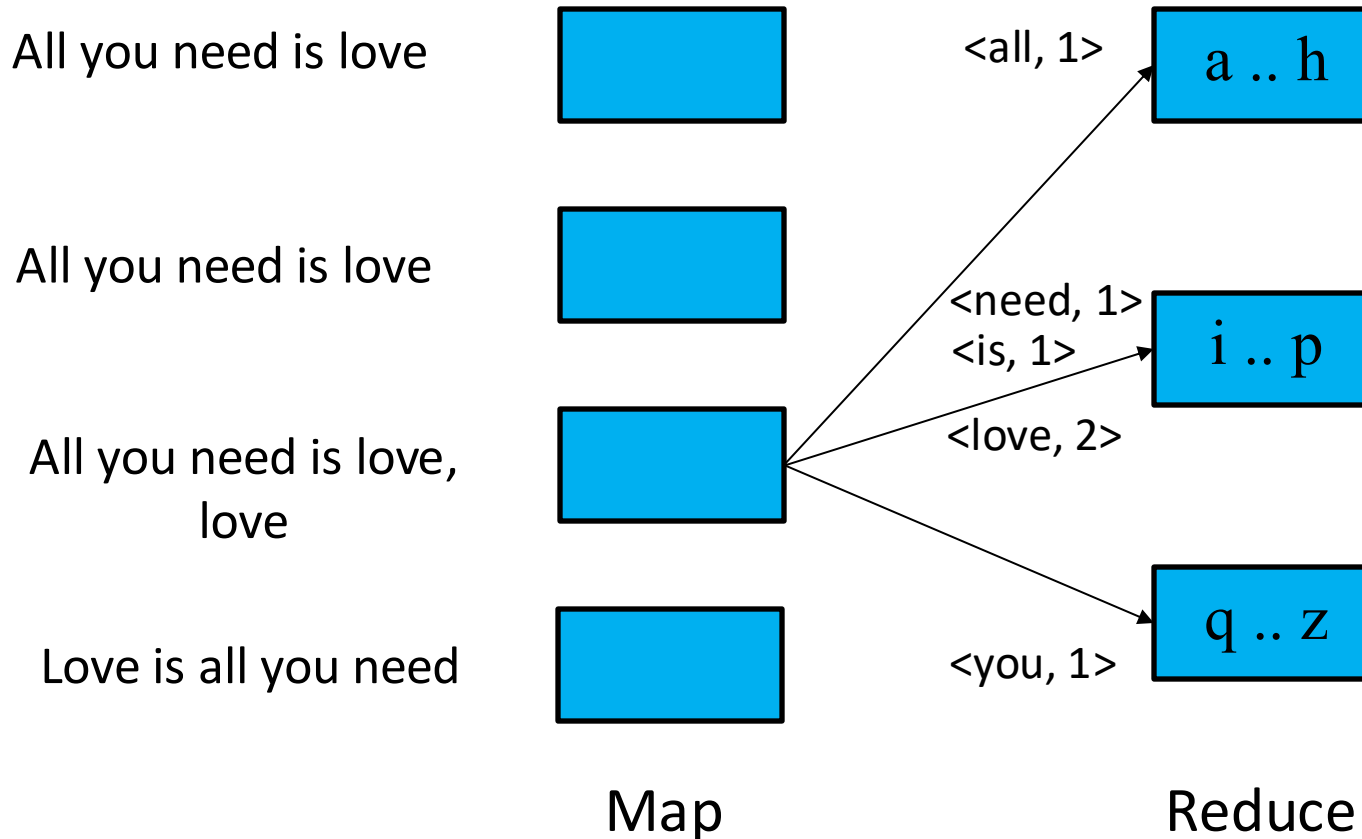 All you need is love
<all, 1>
a .. h
All you need is love
<need, 1>
<is, 1>
i .. p
<love, 2>
All you need is love,
love
Love is all you need
<you, 1>
q .. z
Map
Reduce